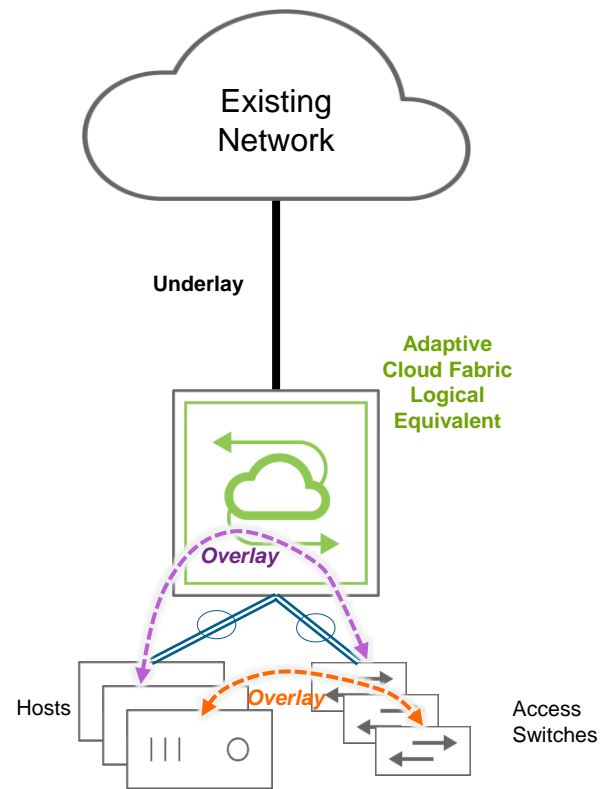 Existing
Network
Underlay
Adaptive
Cloud Fabric
Logical
Equivalent
Overlay
Hosts
Overlay
Access
Switches